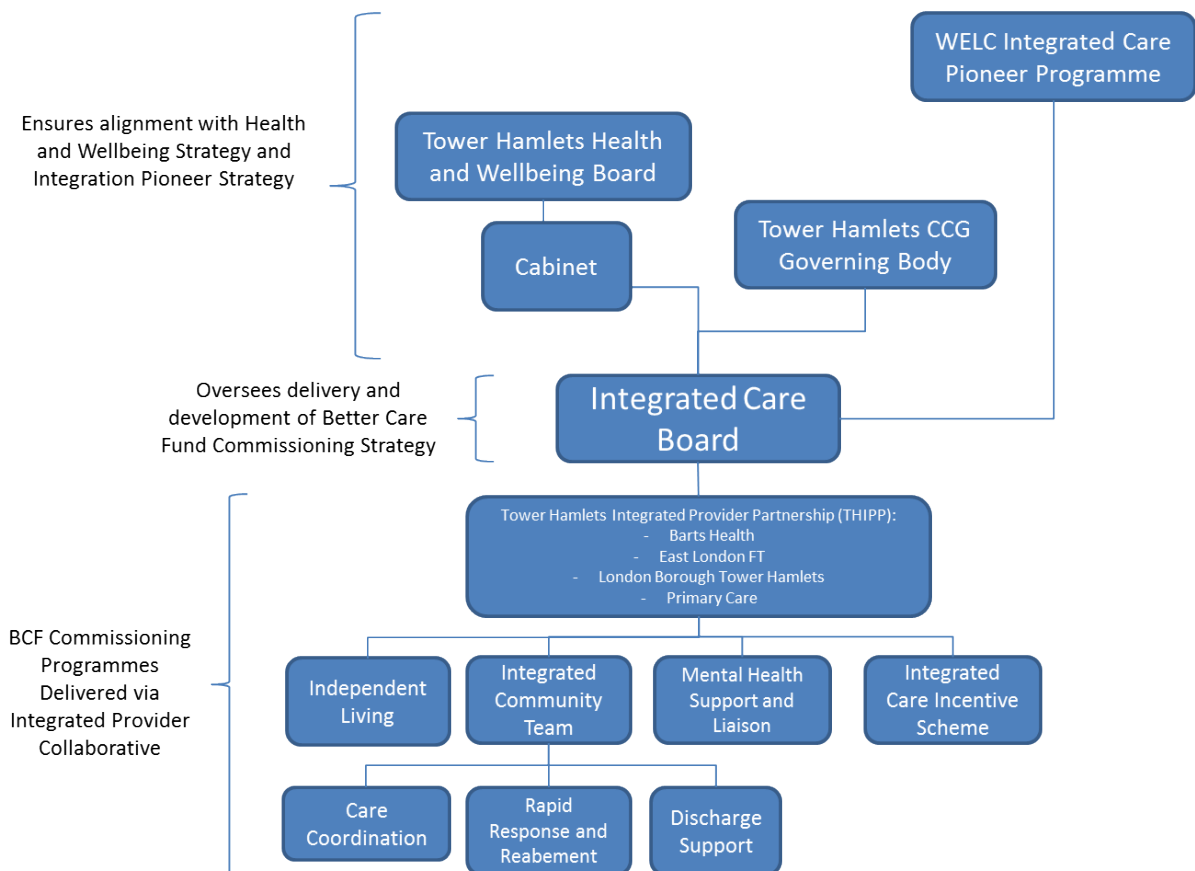 WELC Integrated Care
Pioneer Programme
Ensures alignment with Health
and Wellbeing Strategy and
Integration Pioneer Strategy
Tower Hamlets Health
and Wellbeing Board
Cabinet
Tower Hamlets CCG
Governing Body
Oversees delivery and
development of Better Care
Fund Commissioning Strategy
Integrated Care
Board
Tower Hamlets Integrated Provider Partnership (THIPP):
- Barts Health
- East London FT
- London Borough Tower Hamlets
- Primary Care
BCF Commissioning
Programmes
Delivered via
Integrated Provider
Collaborative
Independent
Living
Integrated
Community
Team
Mental Health
Support and
Liaison
Integrated
Care Incentive
Scheme
Care
Coordination
Rapid
Response and
Reabement
Discharge
Support